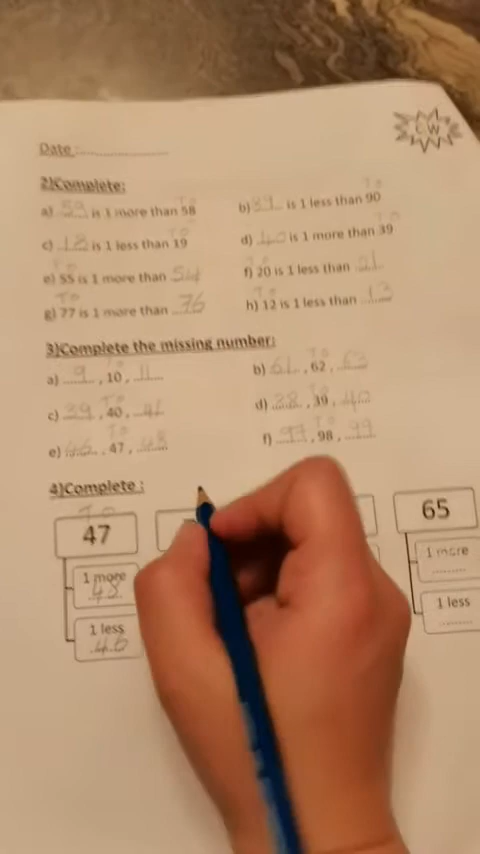 CW
Date :....................
2)Complete:
T O
T O
a) 59 is 1 more than 58
b) 89 is 1 less than 90
T O
T O
c) 18 is 1 less than 19
d) 40 is 1 more than 39
T O
T O
e) 55 is 1 more than 54
f) 20 is 1 less than 21
T O
T O
g) 77 is 1 more than 76
h) 12 is 1 less than 13
3)Complete the missing number:
T O
T O
a) 9 , 10 , 11
b) 61 , 62 , 63
T O
T O
c) 39 , 40 , 41
d) 38 , 39 , 40
T O
T O
e) 46 , 47 , 48
f) 97 , 98 , 99
4)Complete :
T O
47
65
1 more
48
1 more
..........
1 less
46
1 less
..........